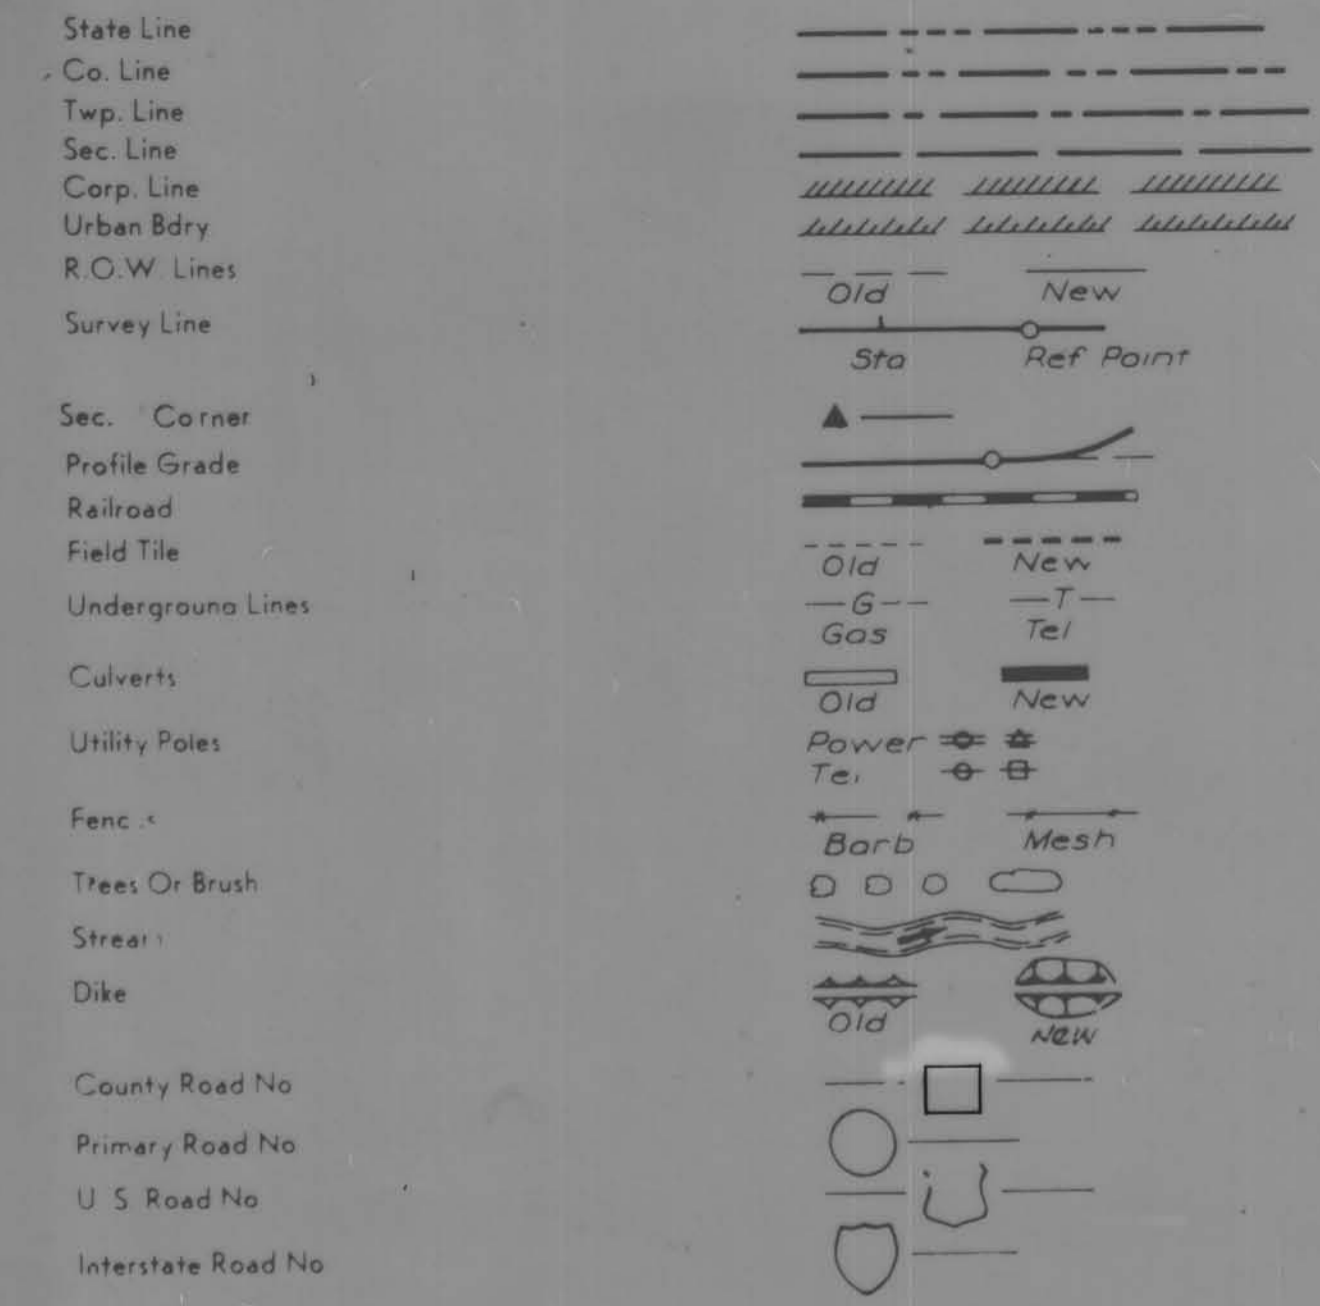 State Line
Co. Line
Twp. Line
Sec. Line
Corp. Line
Urban Bdry
R.O.W. Lines
Old New
Survey Line
Sta Ref Point
Sec. Corner
Profile Grade
Railroad
Field Tile
Old New
Underground Lines
G T
Gas Tel
Culverts
Old New
Utility Poles
Power
Tel
Barb Mesh
Trees Or Brush
Dike
Old New
County Road No
Primary Road No
U S Road No
Interstate Road No